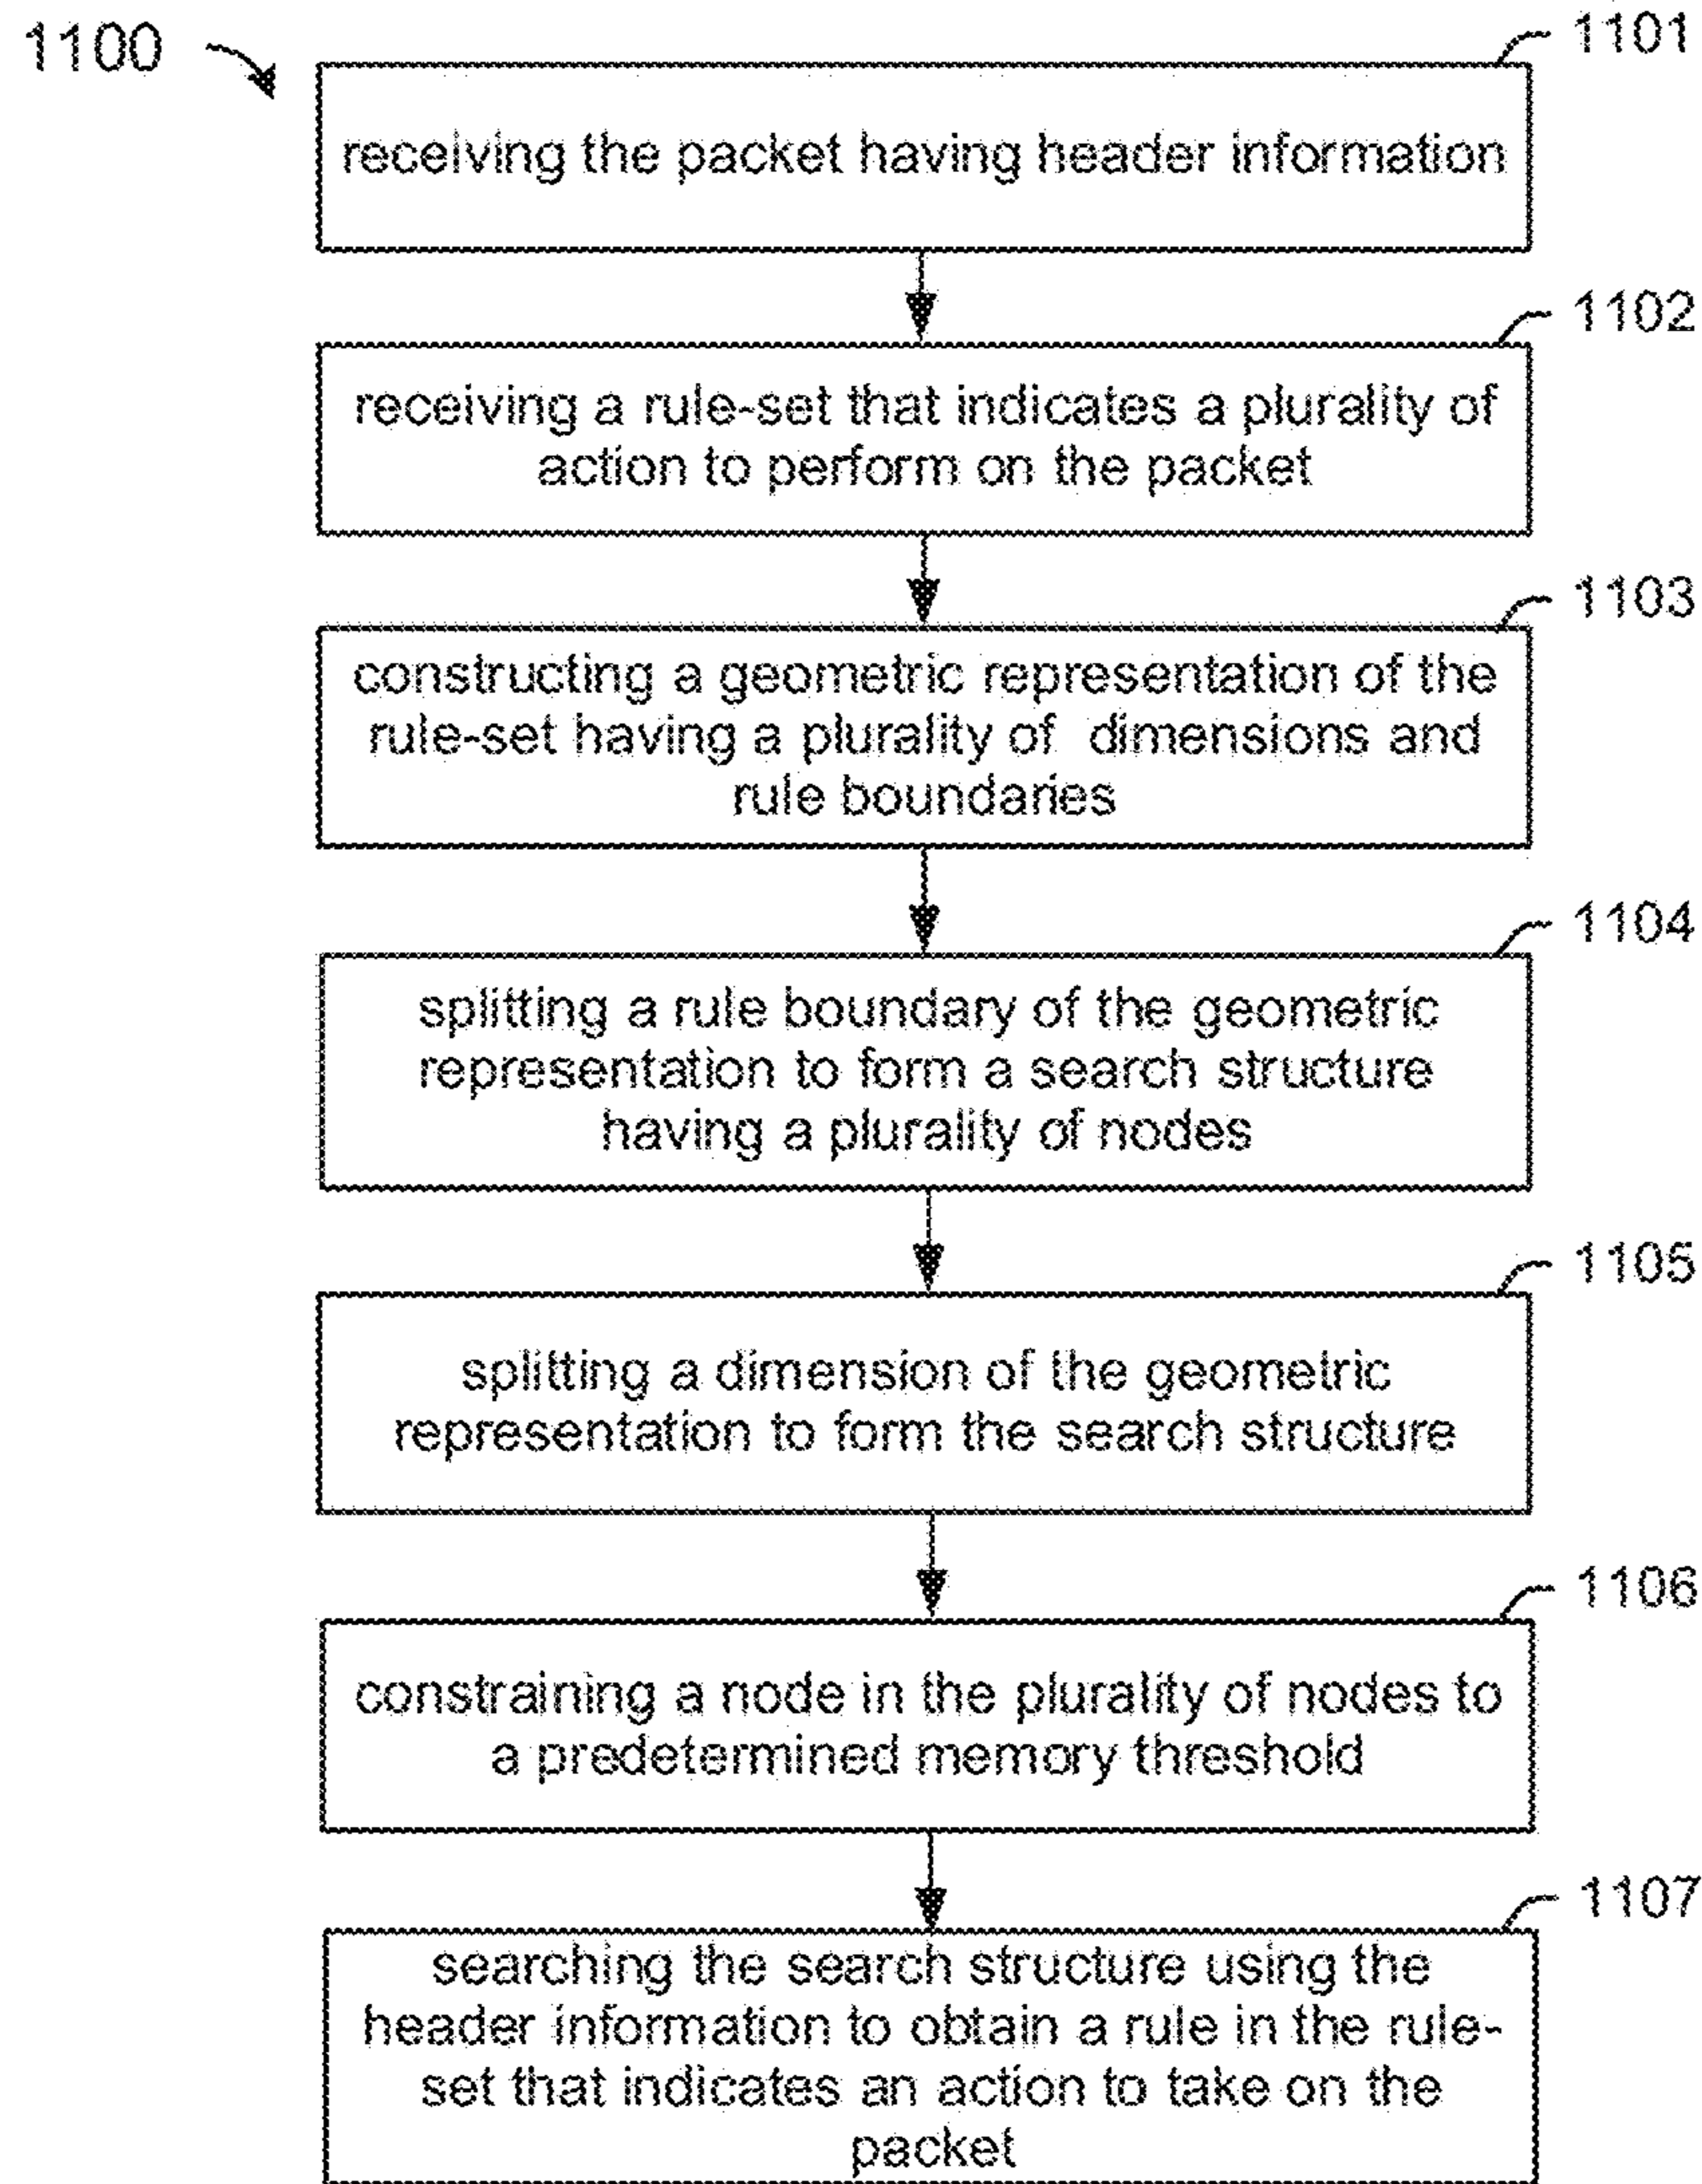 1100
1101
receiving the packet having header information
1102
receiving a rule-set that indicates a plurality of
action to perform on the packet
1103
constructing a geometric representation of the
rule-set having a plurality of dimensions and
rule boundaries
1104
splitting a rule boundary of the geometric
representation to form a search structure
having a plurality of nodes
1105
splitting a dimension of the geometric
representation to form the search structure
1106
constraining a node in the plurality of nodes to
a predetermined memory threshold
1107
searching the search structure using the
header information to obtain a rule in the rule-
set that indicates an action to take on the
packet